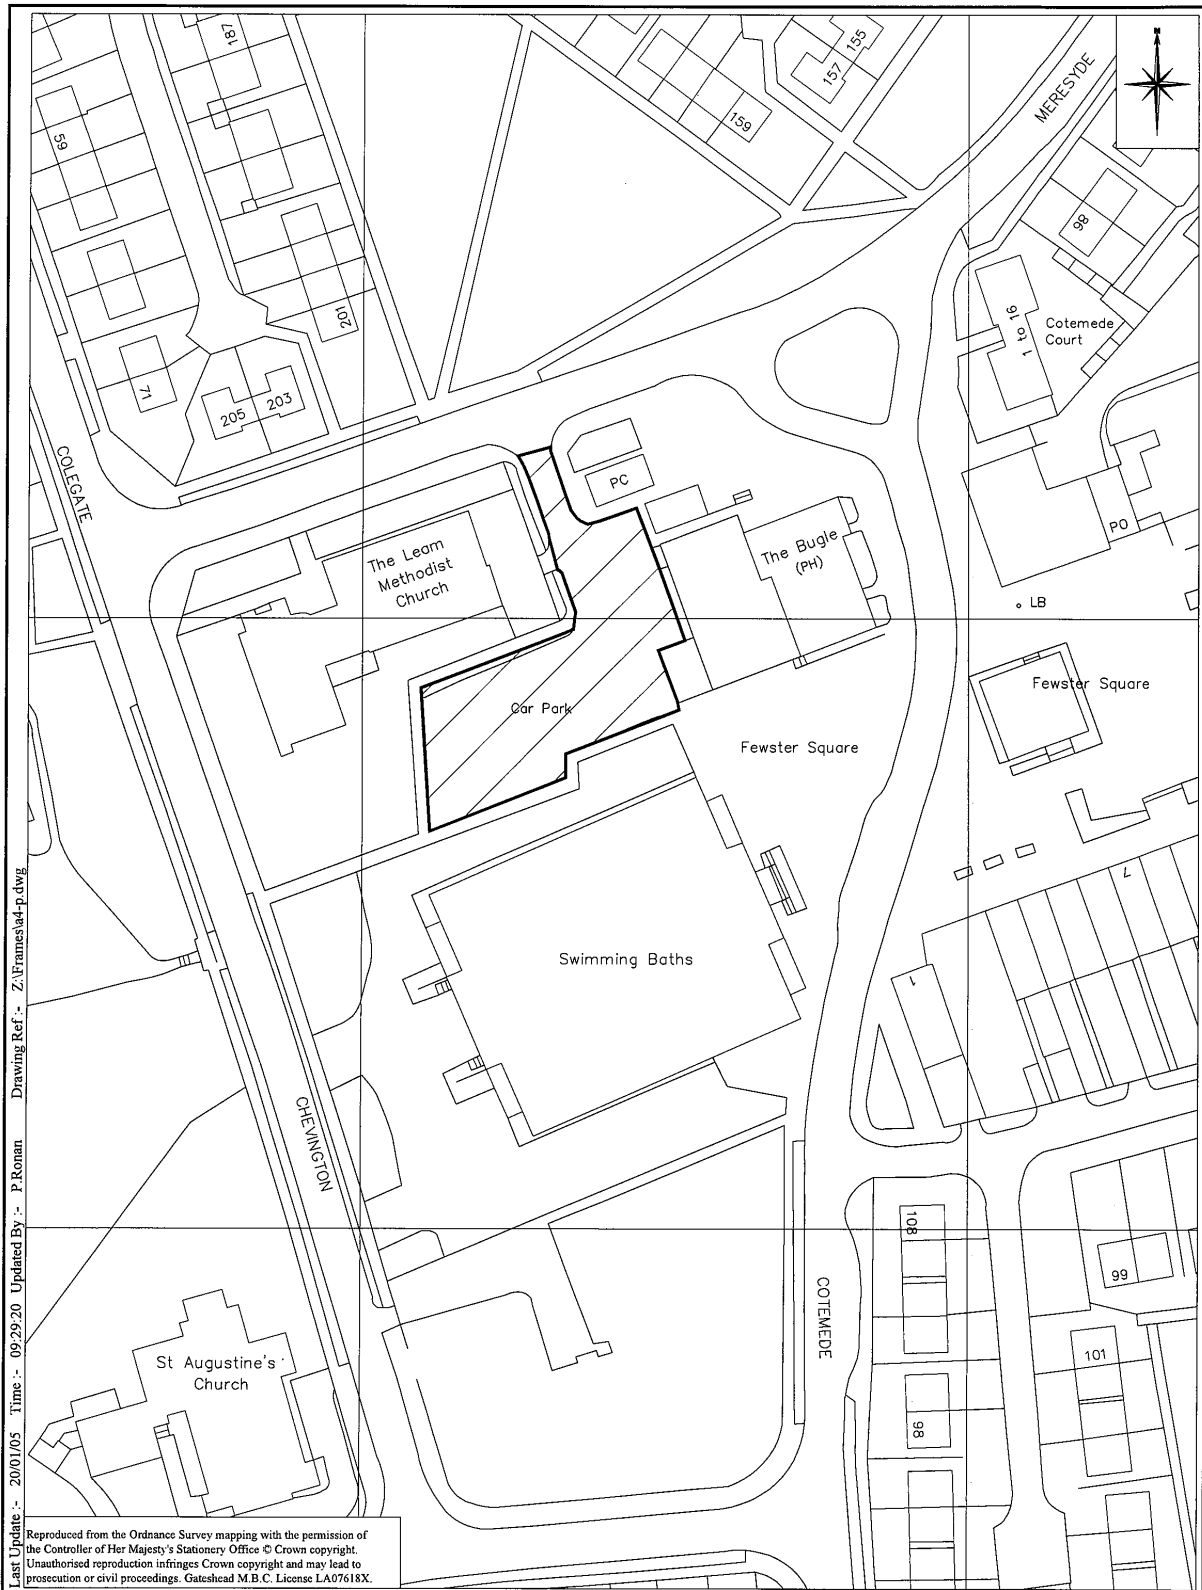 N
187
155
157
159
MERESYDE
59
98
201
1 to 16
Cotemede
Court
71
205
203
COLEGATE
PC
The Leam
Methodist
Church
The Bugle
(PH)
PO
LB
Car Park
Fewster Square
Fewster Square
7
Swimming Baths
1
CHEVINGTON
108
99
COTEMEDE
101
St Augustine's
Church
98
Last Update :- 20/01/05 Time :- 09:29:20 Updated By :- P.Ronan Drawing Ref :- Z:\Frames\a4-p.dwg
Reproduced from the Ordnance Survey mapping with the permission of
the Controller of Her Majesty's Stationery Office © Crown copyright.
Unauthorised reproduction infringes Crown copyright and may lead to
prosecution or civil proceedings. Gateshead M.B.C. License LA07618X.